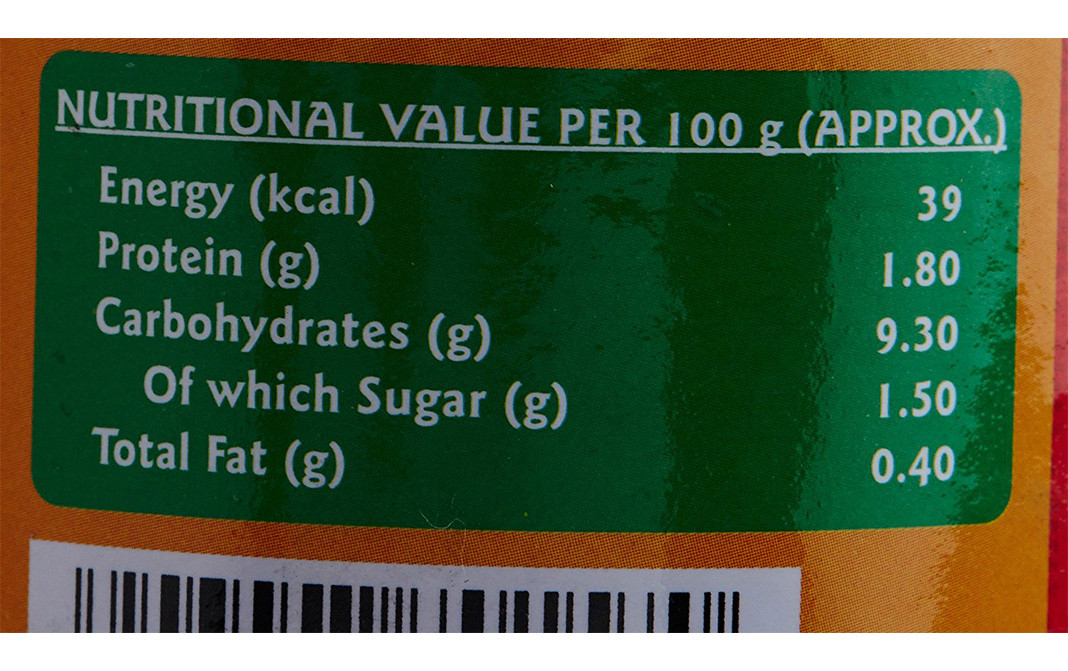 NUTRITIONAL VALUE PER 100 g (APPROX.)
Energy (kcal) 39
Protein (g) 1.80
Carbohydrates (g) 9.30
Of which Sugar (g) 1.50
Total Fat (g) 0.40